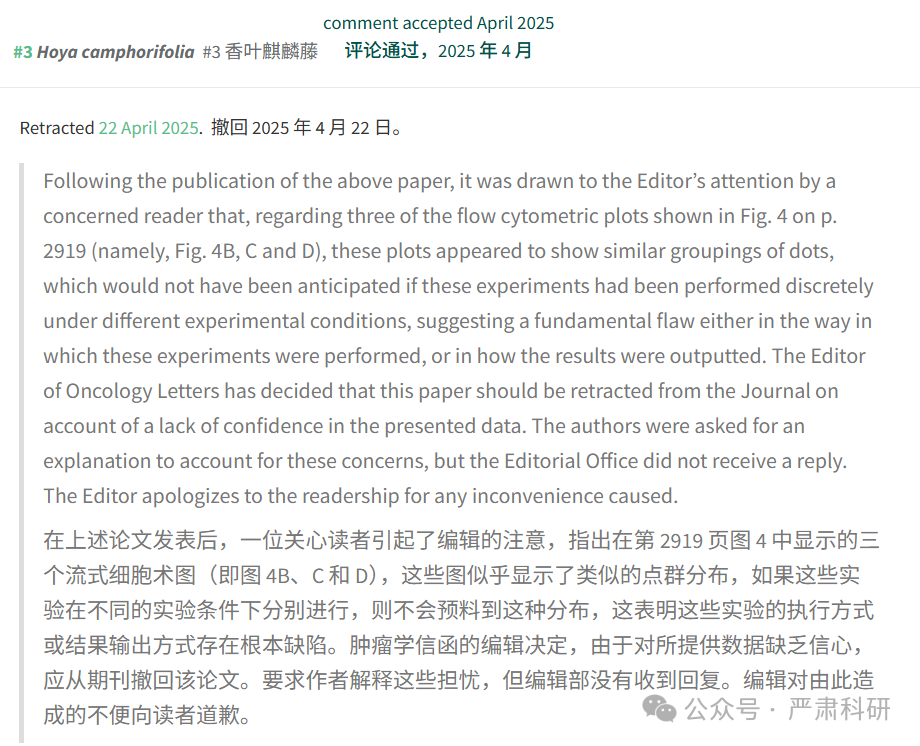 comment accepted April 2025
#3 Hoya camphorifolia #3 香叶麒麟藤 评论通过，2025 年 4 月
Retracted 22 April 2025. 撤回 2025 年 4 月 22 日。
Following the publication of the above paper, it was drawn to the Editor’s attention by a
concerned reader that, regarding three of the flow cytometric plots shown in Fig. 4 on p.
2919 (namely, Fig. 4B, C and D), these plots appeared to show similar groupings of dots,
which would not have been anticipated if these experiments had been performed discretely
under different experimental conditions, suggesting a fundamental flaw either in the way in
which these experiments were performed, or in how the results were outputted. The Editor
of Oncology Letters has decided that this paper should be retracted from the Journal on
account of a lack of confidence in the presented data. The authors were asked for an
explanation to account for these concerns, but the Editorial Office did not receive a reply.
The Editor apologizes to the readership for any inconvenience caused.
在上述论文发表后，一位关心读者引起了编辑的注意，指出在第 2919 页图 4 中显示的三
个流式细胞术图（即图 4B、C 和 D），这些图似乎显示了类似的点群分布，如果这些实
验在不同的实验条件下分别进行，则不会预料到这种分布，这表明这些实验的执行方式
或结果输出方式存在根本缺陷。肿瘤学信函的编辑决定，由于对所提供数据缺乏信心，
应从期刊撤回该论文。要求作者解释这些担忧，但编辑部没有收到回复。编辑对由此造
成的不便向读者道歉。
公众号 · 严肃科研